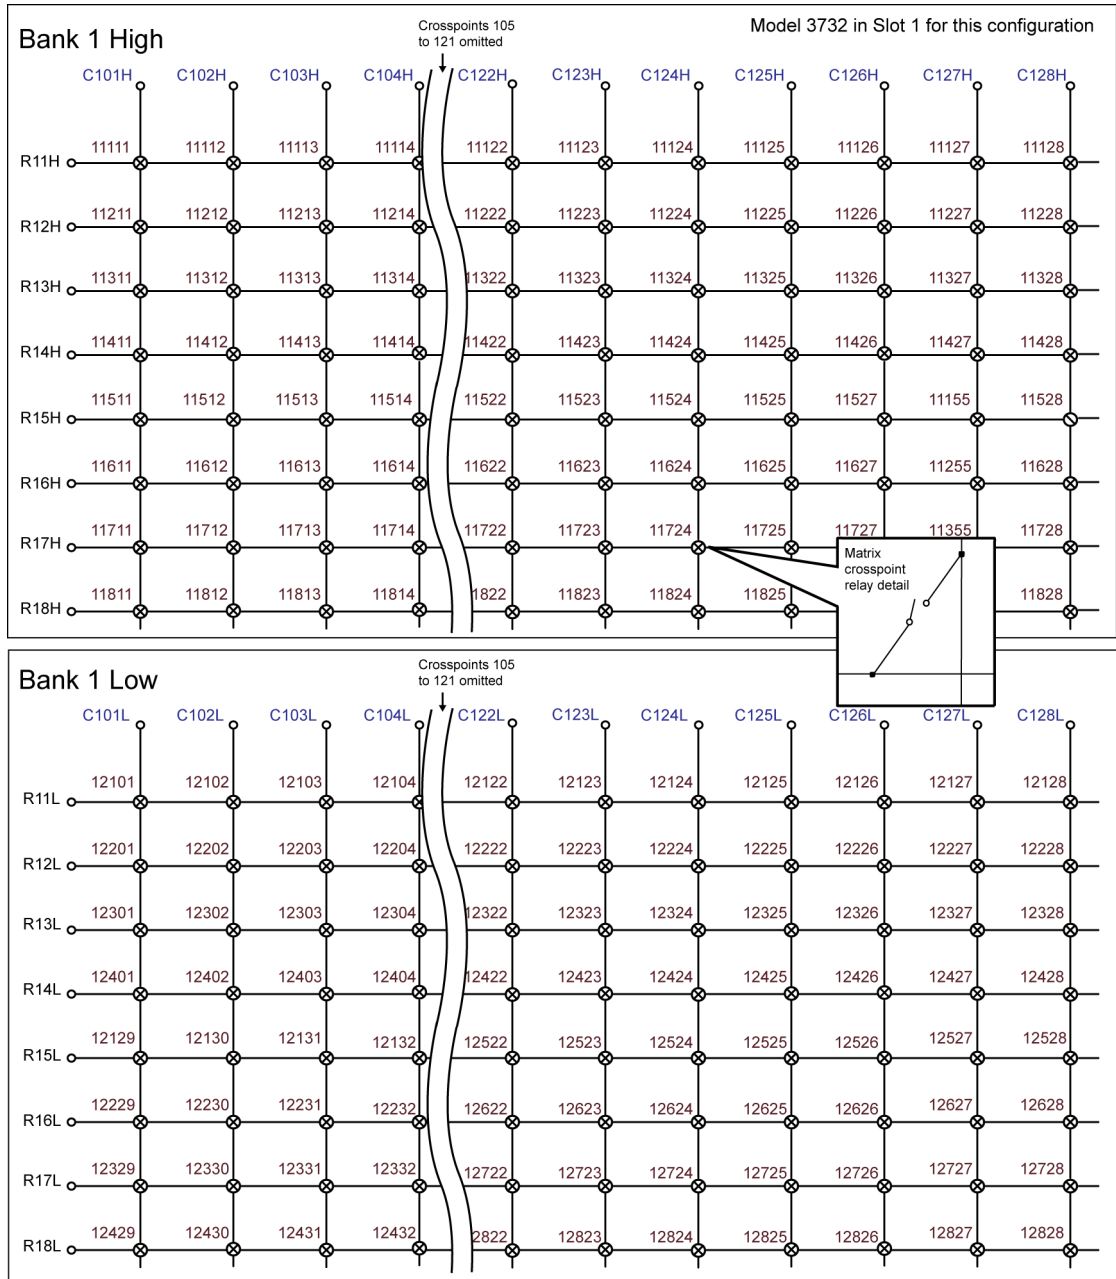 Crosspoints 105
to 121 omitted
Model 3732 in Slot 1 for this configuration
Bank 1 High
C101H C102H C103H C104H C122H C123H C124H C125H C126H C127H C128H
11111 11112 11113 11114 11122 11123 11124 11125 11126 11127 11128
R11H
11211 11212 11213 11214 11222 11223 11224 11225 11226 11227 11228
R12H
11311 11312 11313 11314 11322 11323 11324 11325 11326 11327 11328
R13H
11411 11412 11413 11414 11422 11423 11424 11425 11426 11427 11428
R14H
11511 11512 11513 11514 11522 11523 11524 11525 11527 11155 11528
R15H
11611 11612 11613 11614 11622 11623 11624 11625 11627 11255 11628
R16H
11711 11712 11713 11714 11722 11723 11724 11725 11727 11355 11728
R17H
Matrix
crosspoint
relay detail
11811 11812 11813 11814 1822 11823 11824 11825 11828
R18H
Crosspoints 105
to 121 omitted
Bank 1 Low
C101L C102L C103L C104L C122L C123L C124L C125L C126L C127L C128L
12101 12102 12103 12104 12122 12123 12124 12125 12126 12127 12128
R11L
12201 12202 12203 12204 12222 12223 12224 12225 12226 12227 12228
R12L
12301 12302 12303 12304 12322 12323 12324 12325 12326 12327 12328
R13L
12401 12402 12403 12404 12422 12423 12424 12425 12426 12427 12428
R14L
12129 12130 12131 12132 12522 12523 12524 12525 12526 12527 12528
R15L
12229 12230 12231 12232 12622 12623 12624 12625 12626 12627 12628
R16L
12329 12330 12331 12332 12722 12723 12724 12725 12726 12727 12728
R17L
12429 12430 12431 12432 2822 12823 12824 12825 12826 12827 12828
R18L